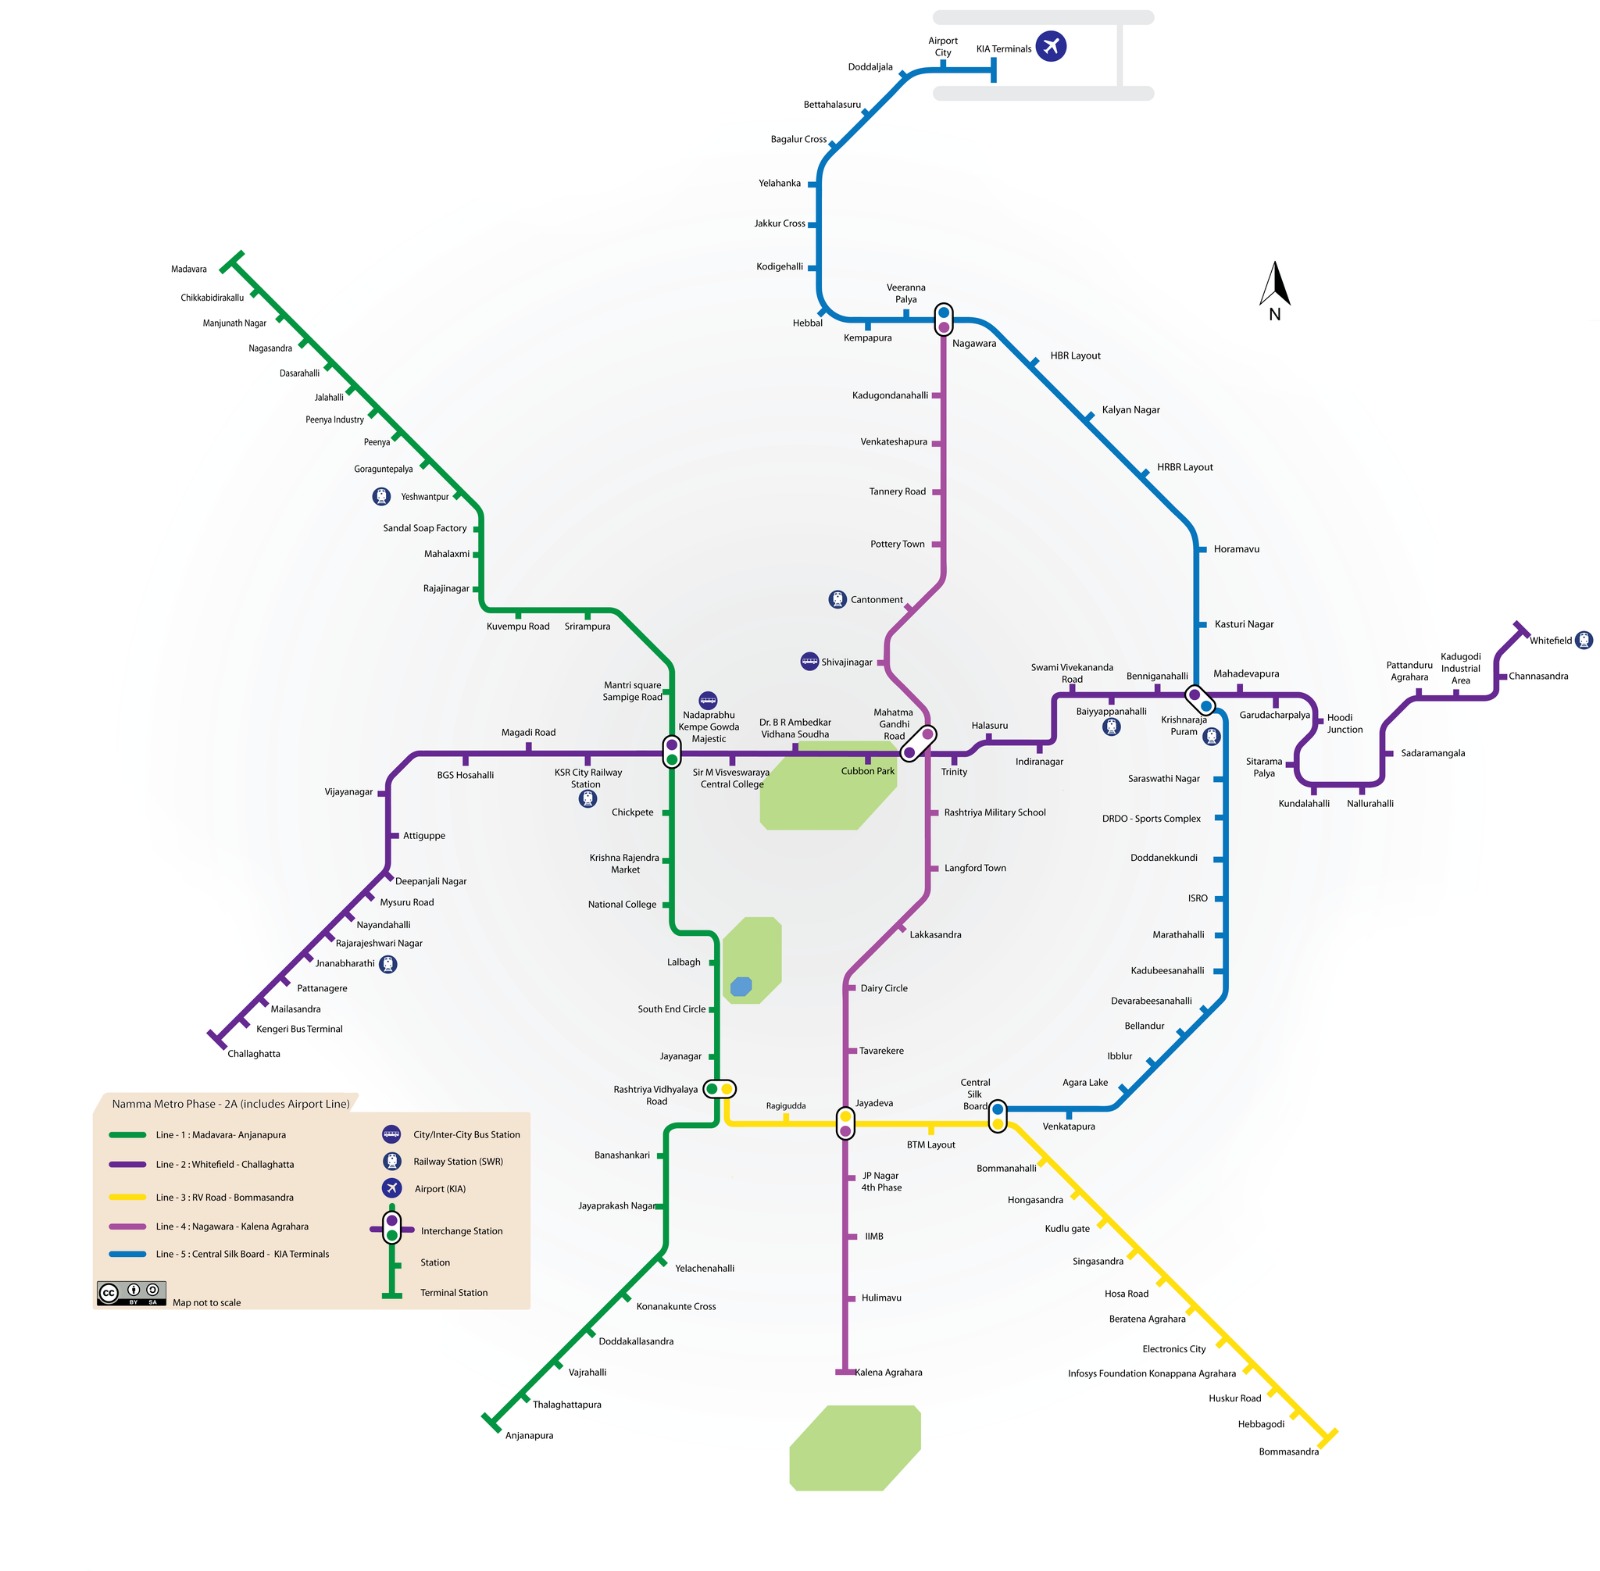 Airport
City
KIA Terminals
Doddaljala
Bettahalasuru
Bagalur Cross
Yelahanka
Jakkur Cross
Kodigehalli
Hebbal
Kempapura
Veeranna
Palya
Nagawara
N
HBR Layout
Kalyan Nagar
HRBR Layout
Horamavu
Kasturi Nagar
Madavara
Chikkabidirakallu
Manjunath Nagar
Nagasandra
Dasarahalli
Jalahalli
Peenya Industry
Peenya
Goraguntepalya
Yeshwantpur
Sandal Soap Factory
Mahalaxmi
Rajajinagar
Kuvempu Road
Srirampura
Mantri square
Sampige Road
Nadaprabhu
Kempe Gowda
Majestic
Kadugondanahalli
Venkateshapura
Tannery Road
Pottery Town
Cantonment
Shivajinagar
Mahatma
Gandhi
Road
Magadi Road
BGS Hosahalli
KSR City Railway
Station
Dr. B R Ambedkar
Vidhana Soudha
Sir M Visveswaraya
Central College
Cubbon Park
Trinity
Halasuru
Indiranagar
Swami Vivekananda
Road
Baiyyappanahalli
Benniganahalli
Krishnaraja
Puram
Mahadevapura
Garudacharpalya
Hoodi
Junction
Sitarama
Palya
Kundalahalli
Nallurahalli
Sadaramangala
Pattanduru
Agrahara
Kadugodi
Industrial
Area
Channasandra
Whitefield
Vijayanagar
Attiguppe
Deepanjali Nagar
Mysuru Road
Nayandahalli
Rajarajeshwari Nagar
Jnanabharathi
Pattanagere
Mailasandra
Kengeri Bus Terminal
Challaghatta
Chickpete
Krishna Rajendra
Market
National College
Lalbagh
South End Circle
Jayanagar
Rashtriya Vidhyalaya
Road
Banashankari
Jayaprakash Nagar
Yelachenahalli
Konanakunte Cross
Doddakallasandra
Vajrahalli
Thalaghattapura
Anjanapura
Rashtriya Military School
Langford Town
Lakkasandra
Dairy Circle
Tavarekere
Jayadeva
JP Nagar
4th Phase
IIMB
Hulimavu
Kalena Agrahara
Saraswathi Nagar
DRDO - Sports Complex
Doddanekkundi
ISRO
Marathahalli
Kadubeesanahalli
Devarabeesanahalli
Bellandur
Ibblur
Agara Lake
Venkatapura
Central
Silk
Board
Ragigudda
BTM Layout
Bommanahalli
Hongasandra
Kudlu gate
Singasandra
Hosa Road
Beratena Agrahara
Electronics City
Infosys Foundation Konappana Agrahara
Huskur Road
Hebbagodi
Bommasandra
Namma Metro Phase - 2A (includes Airport Line)
Line - 1 : Madavara- Anjanapura
Line - 2 : Whitefield - Challaghatta
Line - 3 : RV Road - Bommasandra
Line - 4 : Nagawara - Kalena Agrahara
Line - 5 : Central Silk Board - KIA Terminals
City/Inter-City Bus Station
Railway Station (SWR)
Airport (KIA)
Interchange Station
Station
Terminal Station
CC BY SA
Map not to scale